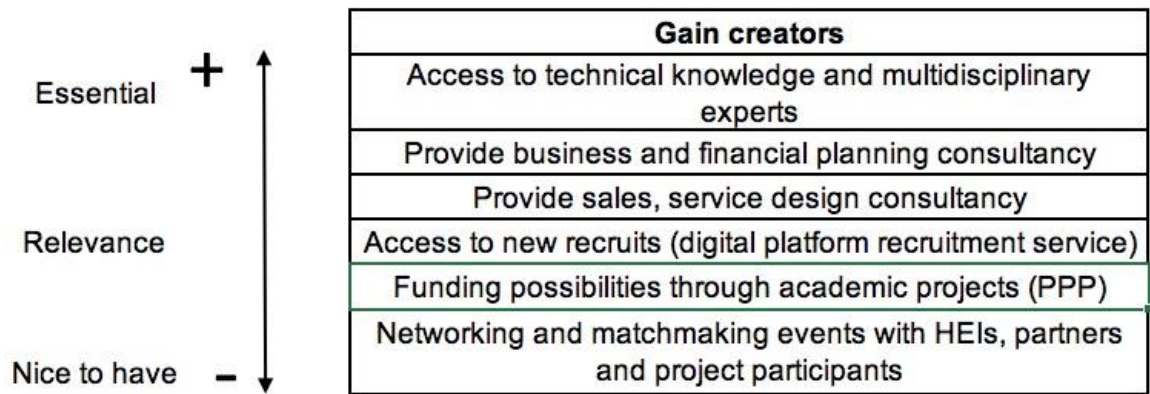 Gain creators
+
Essential
Access to technical knowledge and multidisciplinary
experts
Provide business and financial planning consultancy
Provide sales, service design consultancy
Relevance
Access to new recruits (digital platform recruitment service)
Funding possibilities through academic projects (PPP)
Networking and matchmaking events with HEIs, partners
and project participants
Nice to have -